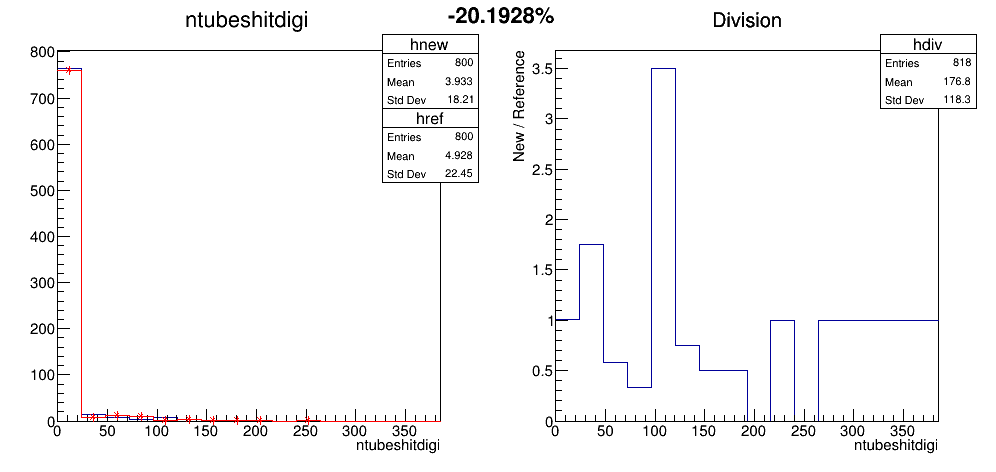 ntubeshitdigi
-20.1928%
Division
hnew
Entries 800
Mean 3.933
Std Dev 18.21
href
Entries 800
Mean 4.928
Std Dev 22.45
800
700
600
500
400
300
200
100
0
0 50 100 150 200 250 300 350
ntubeshitdigi
hdiv
Entries 818
Mean 176.8
Std Dev 118.3
New / Reference
3.5
3
2.5
2
1.5
1
0.5
0
0 50 100 150 200 250 300 350
ntubeshitdigi